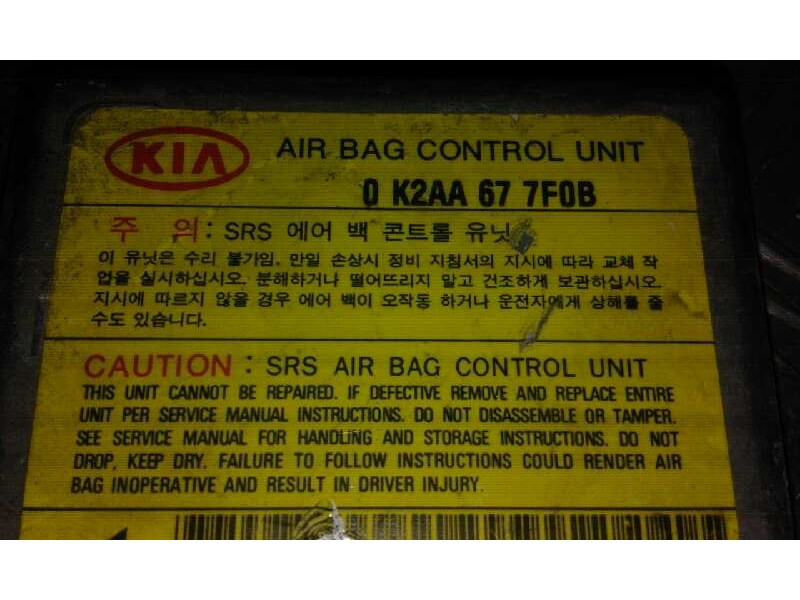 KIA
AIR BAG CONTROL UNIT
0 K2AA 67 7F0B
주 의: SRS 에어 백 콘트롤 유닛
이 유닛은 수리 불가임. 만일 손상시 정비 지침서의 지시에 따라 교체 작
업을 실시하십시오. 분해하거나 떨어뜨리지 말고 건조하게 보관하십시오.
지시에 따르지 않을 경우 에어 백이 오작동 하거나 운전자에게 상해를 줄
수도 있습니다.
CAUTION : SRS AIR BAG CONTROL UNIT
THIS UNIT CANNOT BE REPAIRED. IF DEFECTIVE REMOVE AND REPLACE ENTIRE
UNIT PER SERVICE MANUAL INSTRUCTIONS. DO NOT DISASSEMBLE OR TAMPER.
SEE SERVICE MANUAL FOR HANDLING AND STORAGE INSTRUCTIONS. DO NOT
DROP, KEEP DRY. FAILURE TO FOLLOW INSTRUCTIONS COULD RENDER AIR
BAG INOPERATIVE AND RESULT IN DRIVER INJURY.